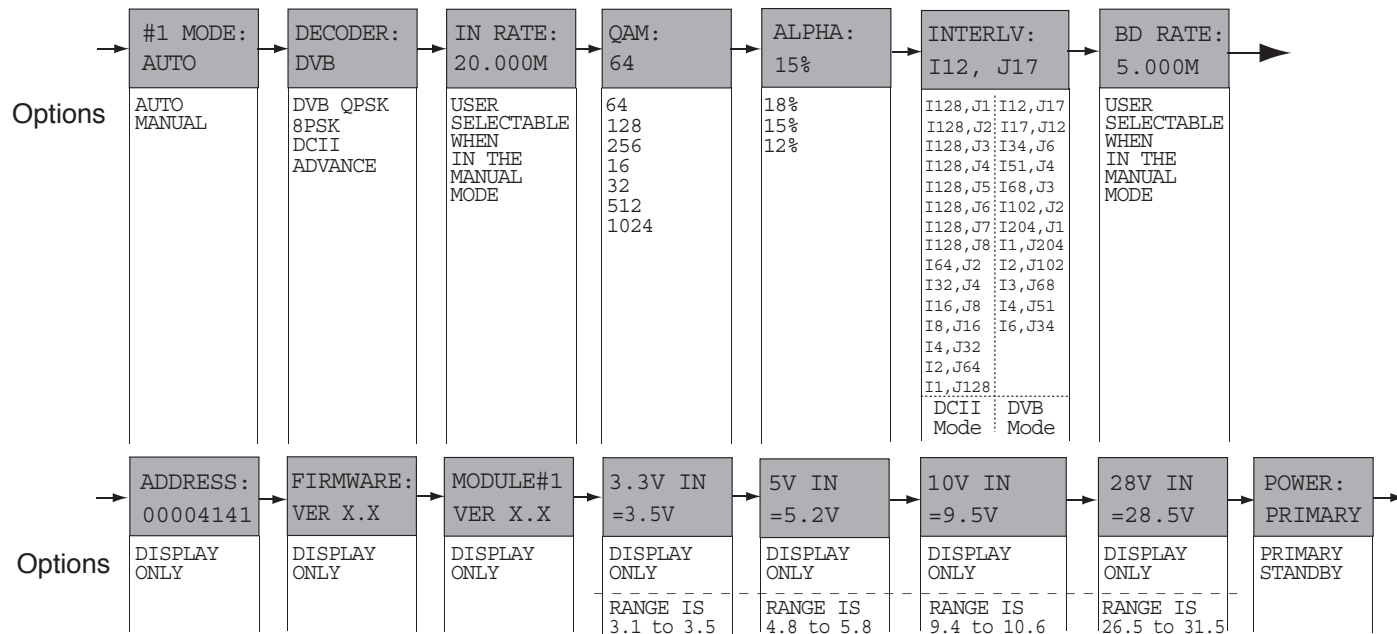 #1 MODE:
AUTO
DECODER:
DVB
IN RATE:
20.000M
QAM:
64
ALPHA:
15%
INTERLV:
I12, J17
BD RATE:
5.000M
Options
AUTO
MANUAL
DVB QPSK
8PSK
DCII
ADVANCE
USER
SELECTABLE
WHEN
IN THE
MANUAL
MODE
64
128
256
16
32
512
1024
18%
15%
12%
I128,J1 I12,J17
I128,J2 I17,J12
I128,J3 I34,J6
I128,J4 I51,J4
I128,J5 I68,J3
I128,J6 I102,J2
I128,J7 I204,J1
I128,J8 I1,J204
I64,J2 I2,J102
I32,J4 I3,J68
I16,J8 I4,J51
I8,J16 I6,J34
I4,J32
I2,J64
I1,J128
DCII DVB
Mode Mode
USER
SELECTABLE
WHEN
IN THE
MANUAL
MODE
ADDRESS:
00004141
FIRMWARE:
VER X.X
MODULE#1
VER X.X
3.3V IN
=3.5V
5V IN
=5.2V
10V IN
=9.5V
28V IN
=28.5V
POWER:
PRIMARY
Options
DISPLAY
ONLY
DISPLAY
ONLY
DISPLAY
ONLY
DISPLAY
ONLY
RANGE IS
3.1 to 3.5
DISPLAY
ONLY
RANGE IS
4.8 to 5.8
DISPLAY
ONLY
RANGE IS
9.4 to 10.6
DISPLAY
ONLY
RANGE IS
26.5 to 31.5
PRIMARY
STANDBY